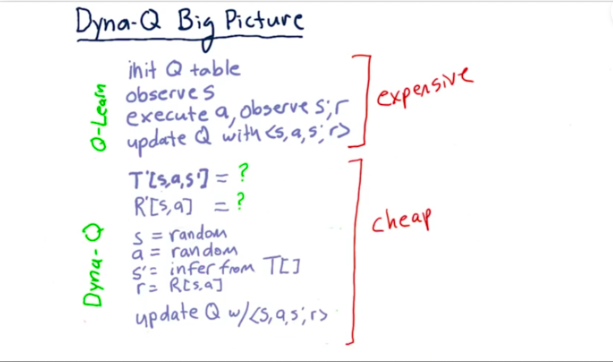 Dyna-Q Big Picture
Q-Learn
init Q table
observe s
execute a, observe s', r
update Q with <s, a, s', r>
expensive
Dyna-Q
T'[s,a,s'] = ?
R'[s,a] = ?
s = random
a = random
s' = infer from T[]
r = R[s,a]
update Q w/<s,a,s',r>
cheap